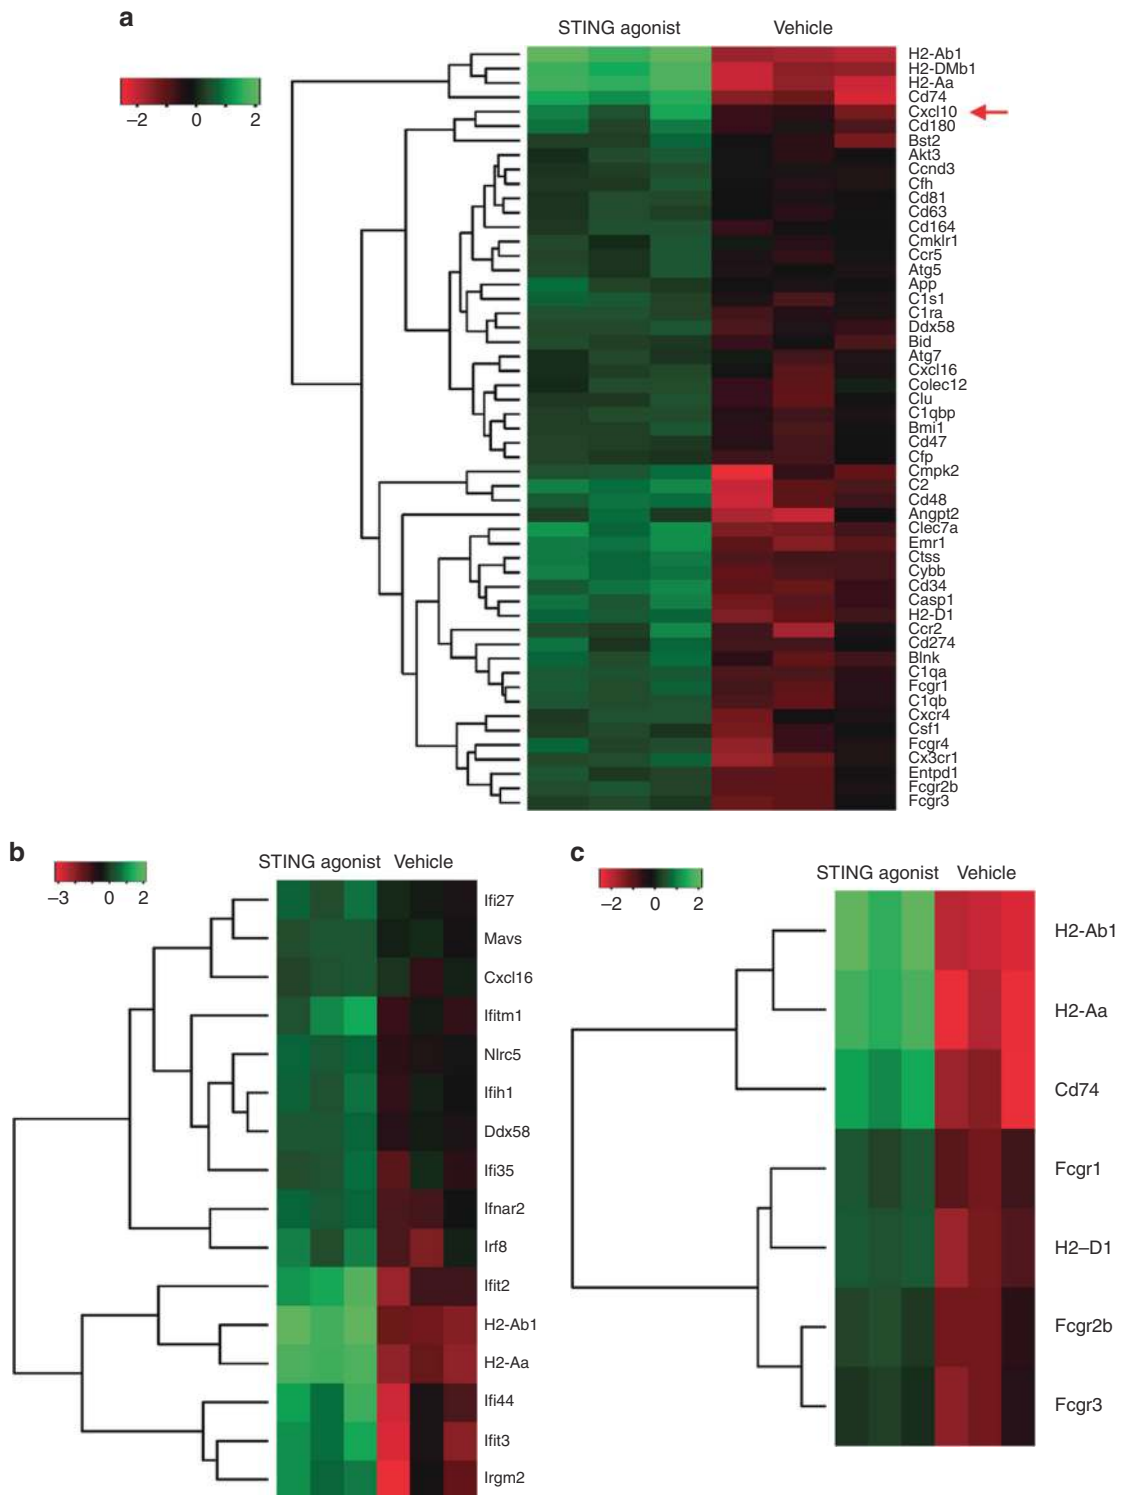 a
STING agonist Vehicle
−2 0 2
H2-Ab1
H2-DMb1
H2-Aa
Cd74
Cxcl10
Cd180
Bst2
Akt3
Ccnd3
Cfh
Cd81
Cd63
Cd164
Cmklr1
Ccr5
Atg5
App
C1s1
C1ra
Ddx58
Bid
Atg7
Cxcl16
Colec12
Clu
C1qbp
Bmi1
Cd47
Cfp
Cmpk2
C2
Cd48
Angpt2
Clec7a
Emr1
Ctss
Cybb
Cd34
Casp1
H2-D1
Ccr2
Cd274
Blnk
C1qa
Fcgr1
C1qb
Cxcr4
Csf1
Fcgr4
Cx3cr1
Entpd1
Fcgr2b
Fcgr3
b
STING agonist Vehicle
−3 0 2
Ifi27
Mavs
Cxcl16
Ifitm1
Nlrc5
Ifih1
Ddx58
Ifi35
Ifnar2
Irf8
Ifit2
H2-Ab1
H2-Aa
Ifi44
Ifit3
Irgm2
c
STING agonist Vehicle
−2 0 2
H2-Ab1
H2-Aa
Cd74
Fcgr1
H2–D1
Fcgr2b
Fcgr3